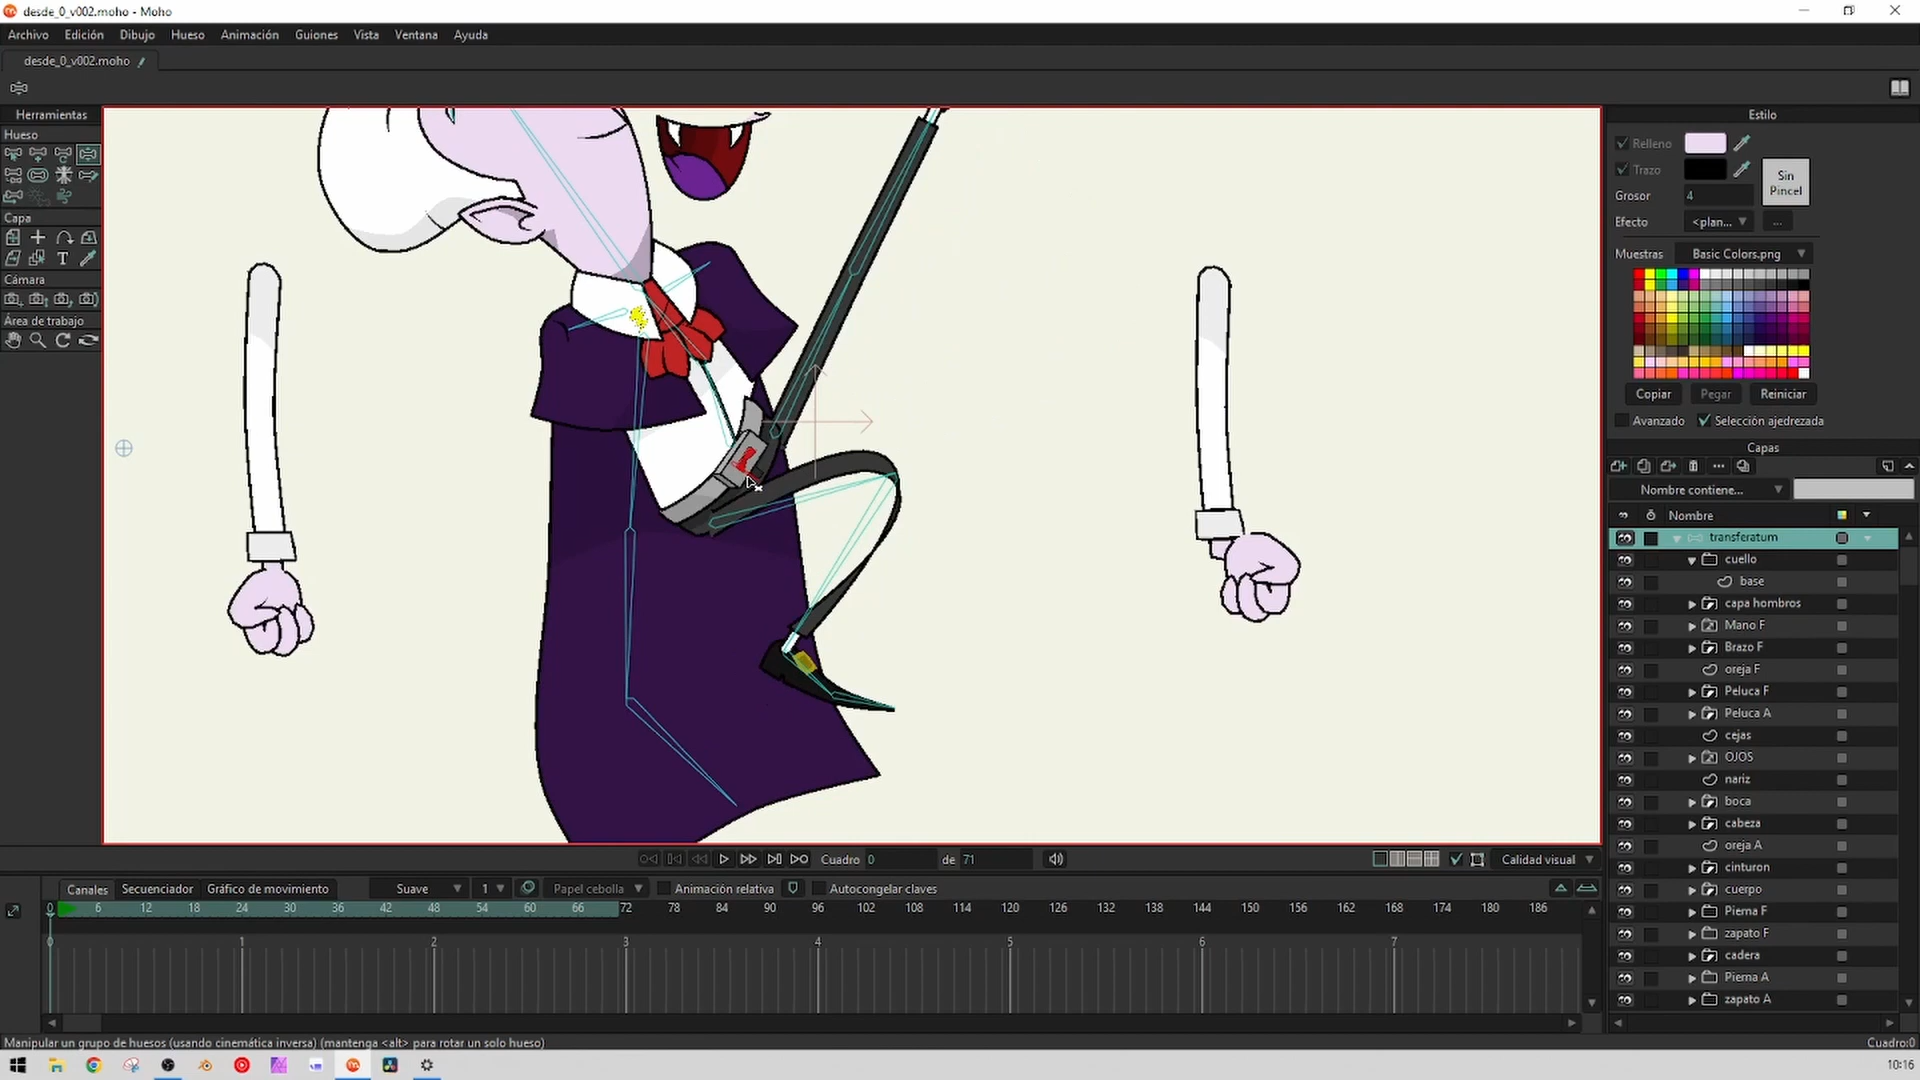 desde_0_v002.moho - Moho
Archivo Edición Dibujo Hueso Animación Guiones Vista Ventana Ayuda
desde_0_v002.moho
Herramientas
Hueso
Capa
T
Cámara
Área de trabajo
Estilo
Relleno
Trazo
Grosor 4
Sin Pincel
Efecto <plan... ...
Muestras Basic Colors.png
Copiar Pegar Reiniciar
Avanzado Selección ajedrezada
Capas
Nombre contiene...
Nombre
transferatum
cuello
base
capa hombros
Mano F
Brazo F
oreja F
Peluca F
Peluca A
cejas
OJOS
nariz
boca
cabeza
oreja A
cinturon
cuerpo
Pierna F
zapato F
cadera
Pierna A
zapato A
Cuadro 0 de 71 Calidad visual
Canales Secuenciador Gráfico de movimiento Suave 1 Papel cebolla Animación relativa Autocongelar claves
0 6 12 18 24 30 36 42 48 54 60 66 72 78 84 90 96 102 108 114 120 126 132 138 144 150 156 162 168 174 180 186
0 1 2 3 4 5 6 7
Manipular un grupo de huesos (usando cinemática inversa) (mantenga <alt> para rotar un solo hueso) Cuadro:0
10:16